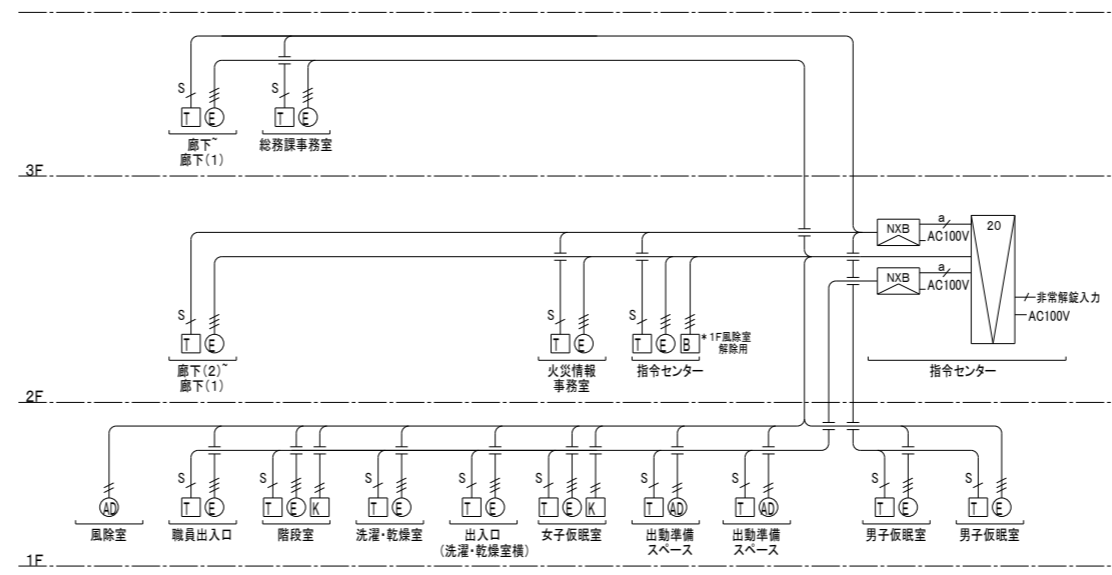 S
S
T E
T E
廊下~
廊下(1)
総務課事務室
3F
NXB
a
AC100V
20
NXB
a
AC100V
非常解錠入力
AC100V
S
S
S
T E
T E
T E B
*1F風除室
解除用
廊下(2)~
廊下(1)
火災情報
事務室
指令センター
指令センター
2F
S
S
S
S
S
S
S
S
S
AD
T E
T E K
T E
T E
T E K
T AD
T AD
T E
T E
風除室
職員出入口
階段室
洗濯・乾燥室
出入口
(洗濯・乾燥室横)
女子仮眠室
出動準備
スペース
出動準備
スペース
男子仮眠室
男子仮眠室
1F